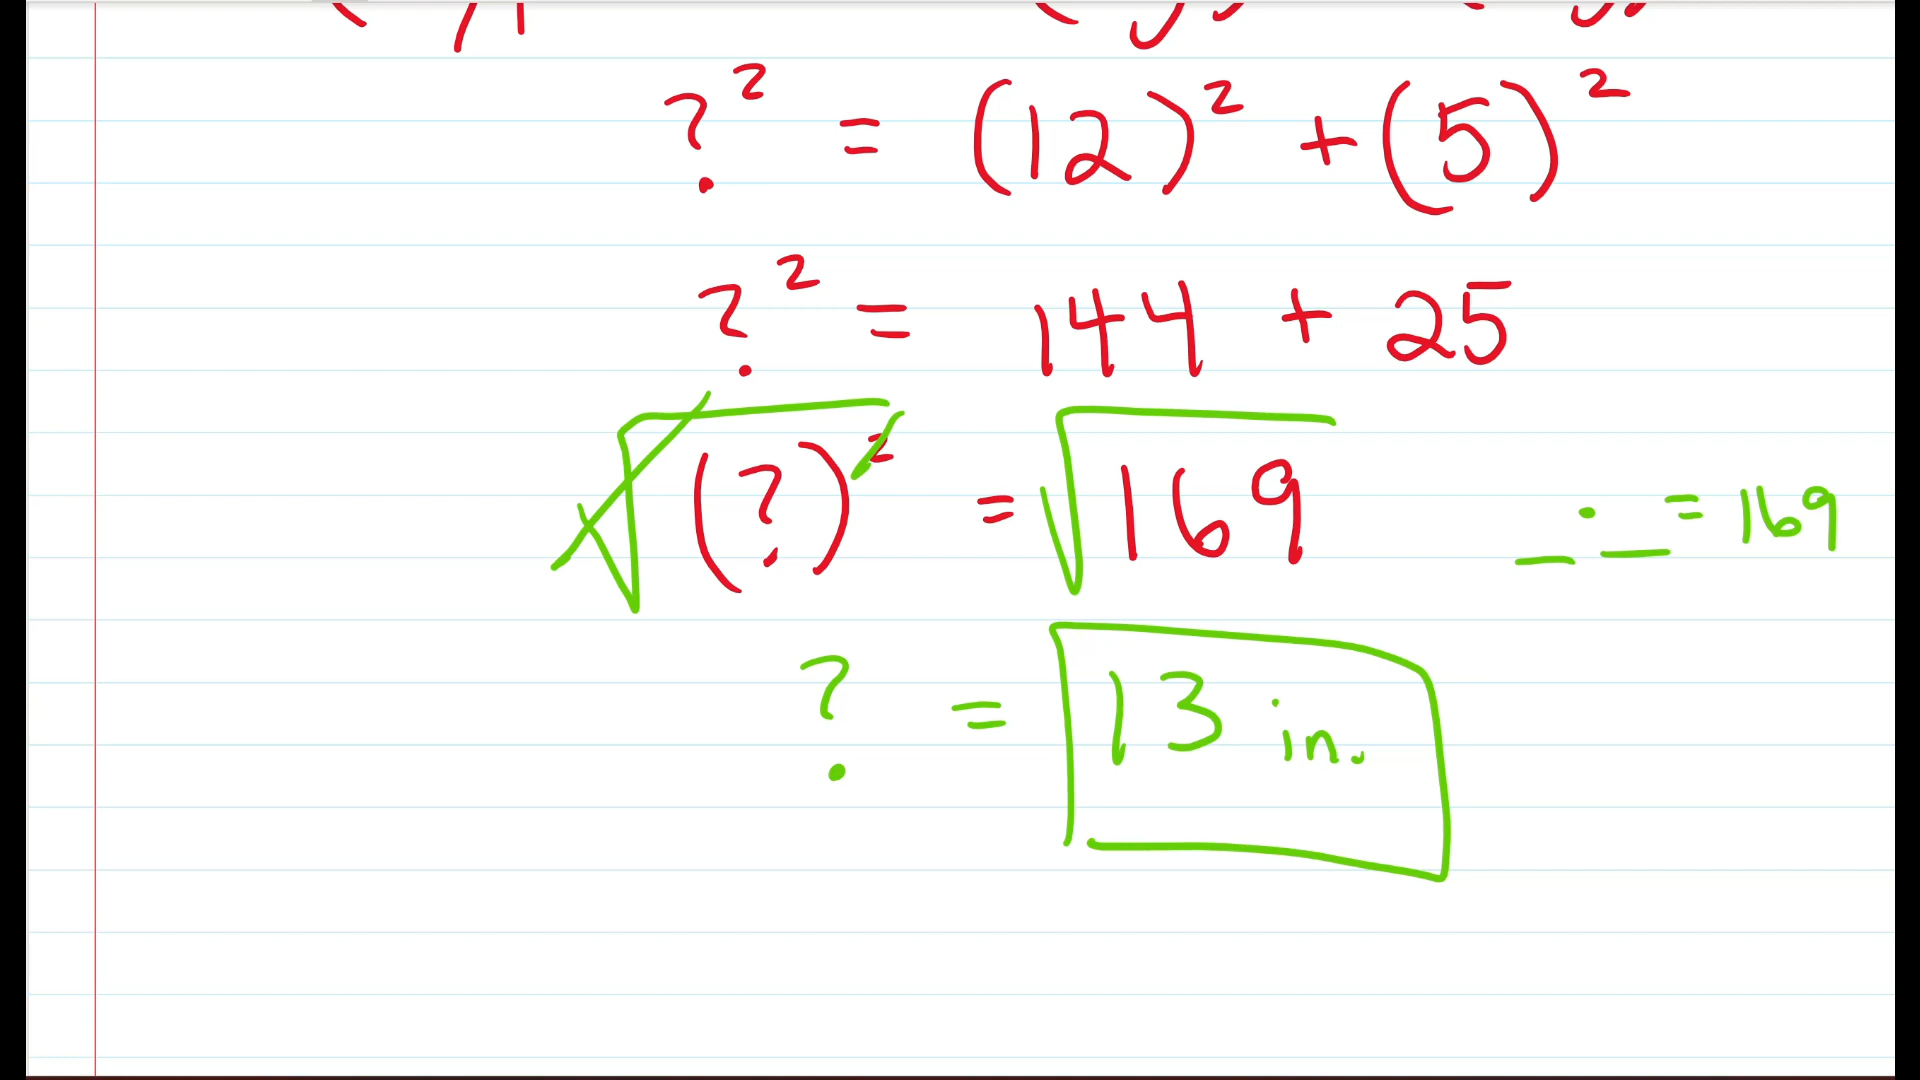 ?² = (12)² + (5)²
?² = 144 + 25
√(?)² = √169
_ · _ = 169
? = 13 in.